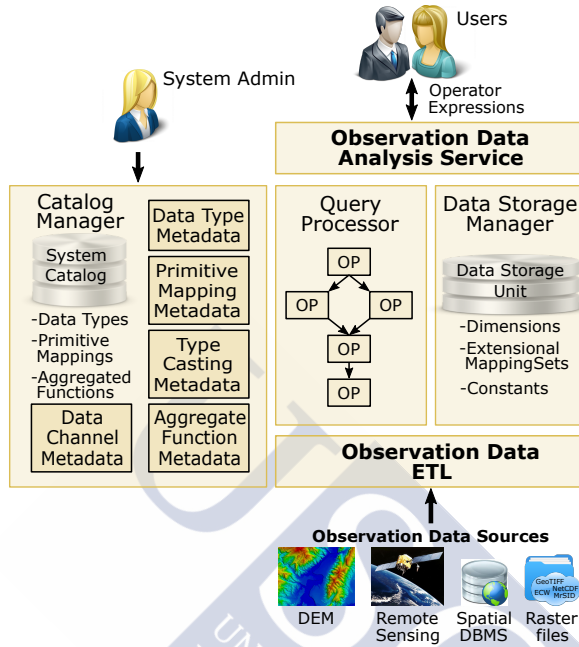 Users
System Admin
Operator
Expressions
Observation Data
Analysis Service
Catalog
Manager
System
Catalog
-Data Types
-Primitive
Mappings
-Aggregated
Functions
Data Type
Metadata
Primitive
Mapping
Metadata
Type
Casting
Metadata
Data
Channel
Metadata
Aggregate
Function
Metadata
Query
Processor
OP
OP
OP
OP
OP
Data Storage
Manager
Data Storage
Unit
-Dimensions
-Extensional
MappingSets
-Constants
Observation Data
ETL
Observation Data Sources
DEM
Remote
Sensing
Spatial
DBMS
GeoTIFF
NetCDF
ECW
MrSID
Raster
files